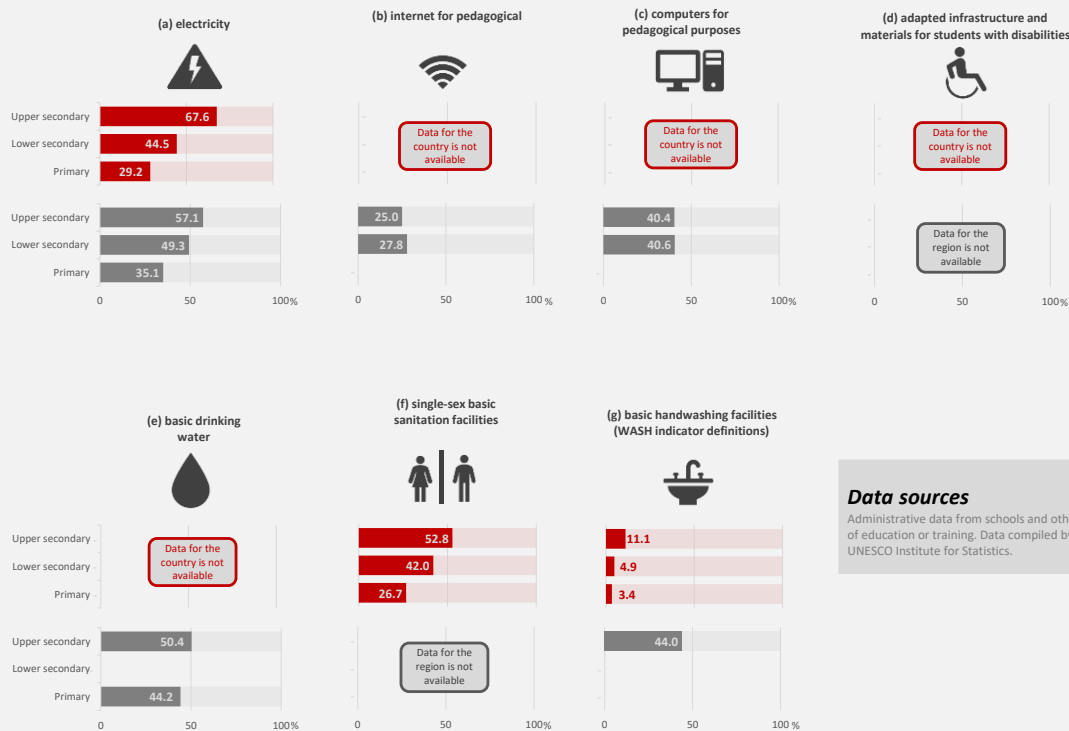 (a) electricity
(b) internet for pedagogical
(c) computers for
pedagogical purposes
(d) adapted infrastructure and
materials for students with disabilities
Upper secondary
67.6
Lower secondary
44.5
Primary
29.2
Data for the
country is not
available
Data for the
country is not
available
Data for the
country is not
available
Upper secondary
57.1
Lower secondary
49.3
Primary
35.1
25.0
27.8
40.4
40.6
Data for the
region is not
available
0 50 100%
0 50 100 %
0 50 100 %
0 50 100 %
(e) basic drinking
water
(f) single-sex basic
sanitation facilities
(g) basic handwashing facilities
(WASH indicator definitions)
Upper secondary
Lower secondary
Primary
Data for the
country is not
available
52.8
42.0
26.7
11.1
4.9
3.4
Data sources
Administrative data from schools and oth
of education or training. Data compiled by
UNESCO Institute for Statistics.
Upper secondary
50.4
Lower secondary
Primary
44.2
Data for the
region is not
available
44.0
0 50 100%
0 50 100 %
0 50 100 %